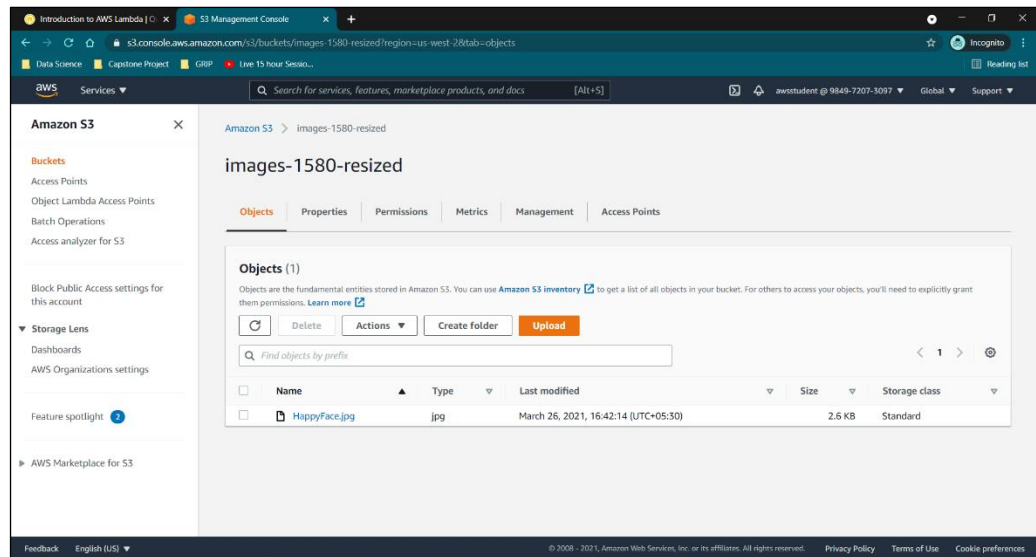 Introduction to AWS Lambda | Q
S3 Management Console
s3.console.aws.amazon.com/s3/buckets/images-1580-resized?region=us-west-2&tab=objects
Incognito
Data Science
Capstone Project
GRIP
Live 15 hour Sessio...
Reading list
aws
Services ▼
Search for services, features, marketplace products, and docs
[Alt+S]
awsstudent @ 9849-7207-3097 ▼
Global ▼
Support ▼
Amazon S3
Buckets
Access Points
Object Lambda Access Points
Batch Operations
Access analyzer for S3
Block Public Access settings for
this account
Storage Lens
Dashboards
AWS Organizations settings
Feature spotlight 2
AWS Marketplace for S3
Amazon S3 > images-1580-resized
images-1580-resized
Objects
Properties
Permissions
Metrics
Management
Access Points
Objects (1)
Objects are the fundamental entities stored in Amazon S3. You can use Amazon S3 inventory to get a list of all objects in your bucket. For others to access your objects, you'll need to explicitly grant
them permissions. Learn more
Delete
Actions ▼
Create folder
Upload
Find objects by prefix
1
Name
Type
Last modified
Size
Storage class
HappyFace.jpg
jpg
March 26, 2021, 16:42:14 (UTC+05:30)
2.6 KB
Standard
Feedback
English (US) ▼
© 2008 - 2021, Amazon Web Services, Inc. or its affiliates. All rights reserved.
Privacy Policy
Terms of Use
Cookie preferences